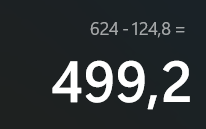 624 - 124,8 =
499,2